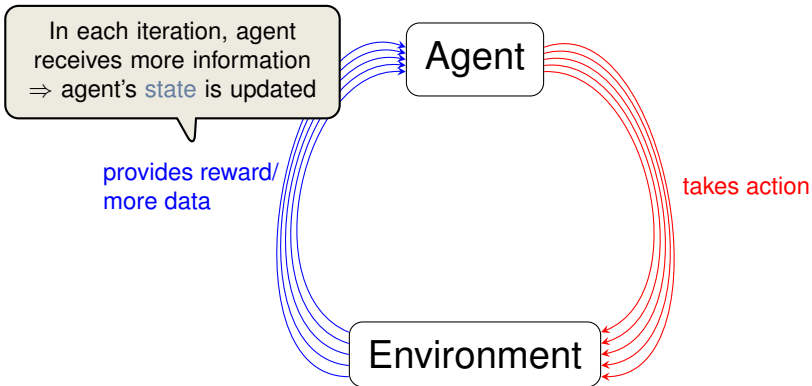 In each iteration, agent
receives more information
⇒ agent's state is updated
Agent
provides reward/
more data
takes action
Environment